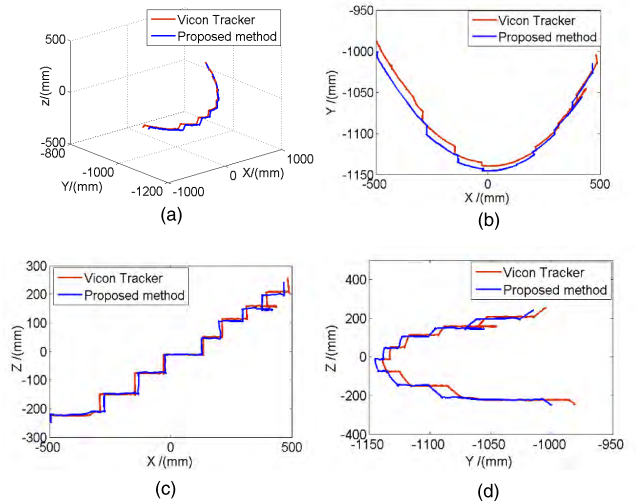 Vicon Tracker
Proposed method
500
0
-500
-800
-1000
-1200
-1000
0
1000
z/(mm)
Y/(mm)
X/(mm)
(a)
Vicon Tracker
Proposed method
-950
-1000
-1050
-1100
-1150
-500
0
500
Y /(mm)
X /(mm)
(b)
Vicon Tracker
Proposed method
300
200
100
0
-100
-200
-300
-500
0
500
Z /(mm)
X /(mm)
(c)
Vicon Tracker
Proposed method
400
200
0
-200
-400
-1150
-1100
-1050
-1000
-950
Z /(mm)
Y /(mm)
(d)